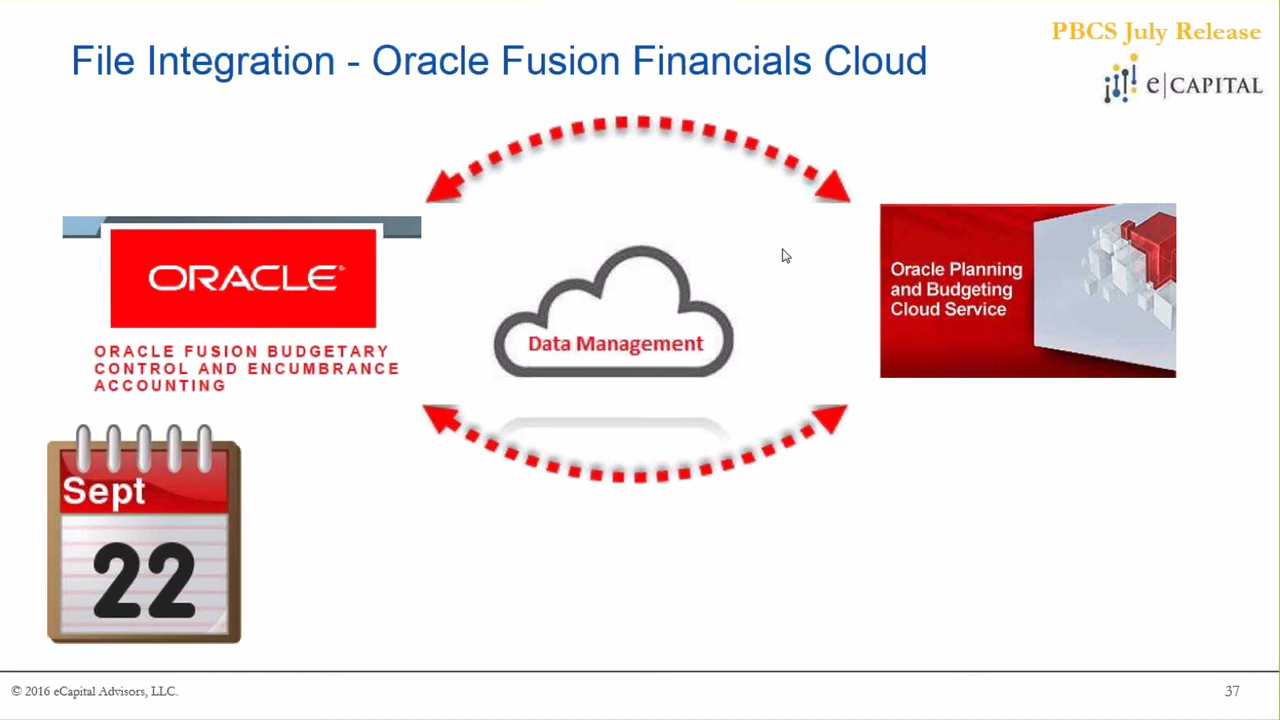 PBCS July Release
File Integration - Oracle Fusion Financials Cloud
e|CAPITAL
ORACLE®
ORACLE FUSION BUDGETARY
CONTROL AND ENCUMBRANCE
ACCOUNTING
Data Management
Oracle Planning
and Budgeting
Cloud Service
Sept
22
© 2016 eCapital Advisors, LLC.
37